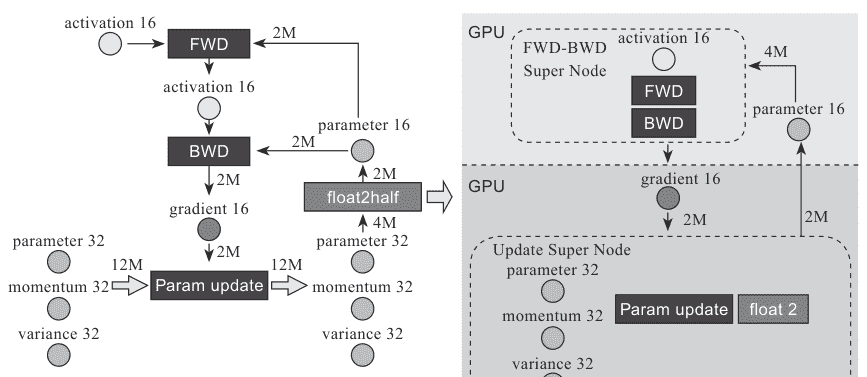 activation 16
FWD
2M
activation 16
parameter 16
BWD
2M
2M
2M
gradient 16
float2half
2M
4M
parameter 32
12M
momentum 32
Param update
12M
variance 32
parameter 32
momentum 32
variance 32
GPU
FWD-BWD
Super Node
activation 16
FWD
BWD
4M
parameter 16
GPU
gradient 16
2M
2M
Update Super Node
parameter 32
momentum 32
variance 32
Param update
float 2